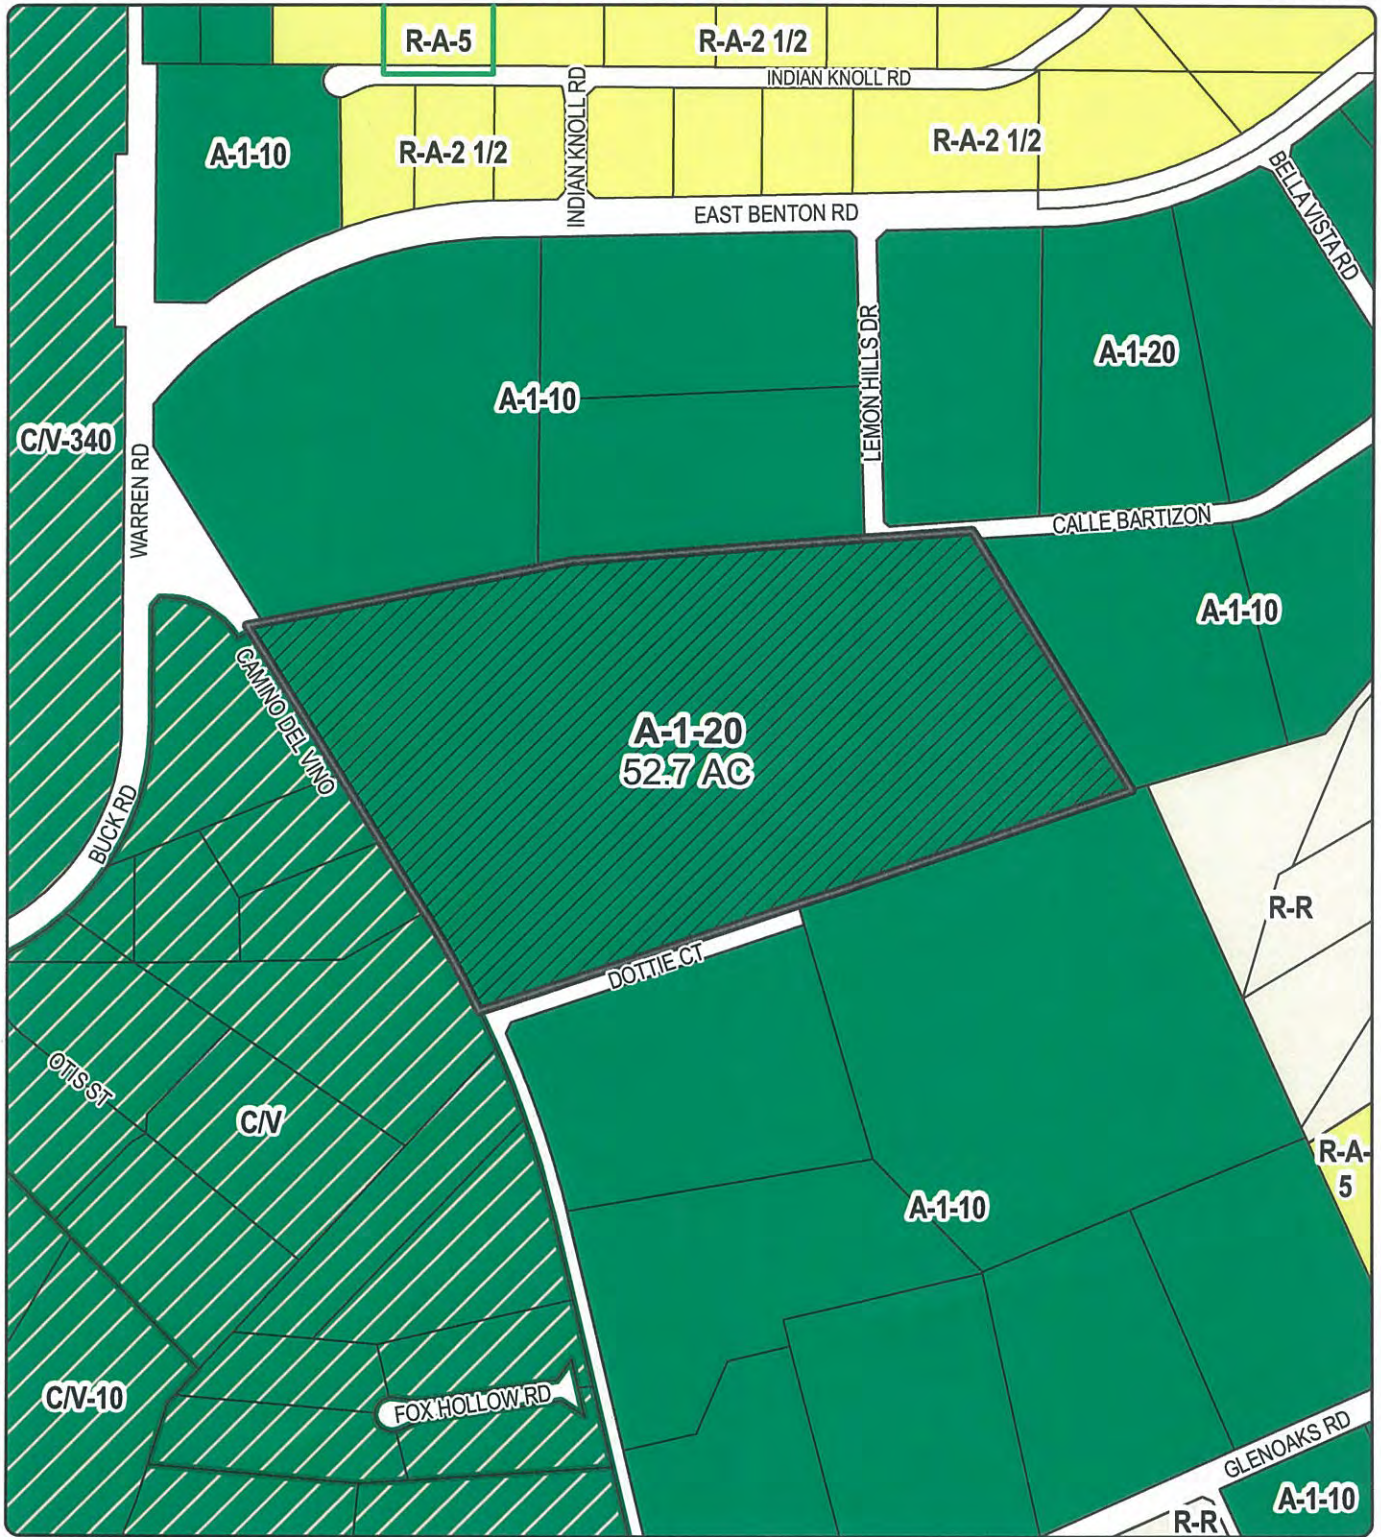 R-A-5
R-A-2 1/2
INDIAN KNOLL RD
INDIAN KNOLL RD
A-1-10
R-A-2 1/2
R-A-2 1/2
BELLA VISTA RD
EAST BENTON RD
LEMON HILLS DR
A-1-20
A-1-10
C/V-340
WARREN RD
CALLE BARTIZON
A-1-10
CAMINO DEL VINO
A-1-20
52.7 AC
BUCK RD
R-R
DOTTIE CT
OTIS ST
C/V
R-A-
5
A-1-10
C/V-10
FOX HOLLOW RD
GLENOAKS RD
A-1-10
R-R